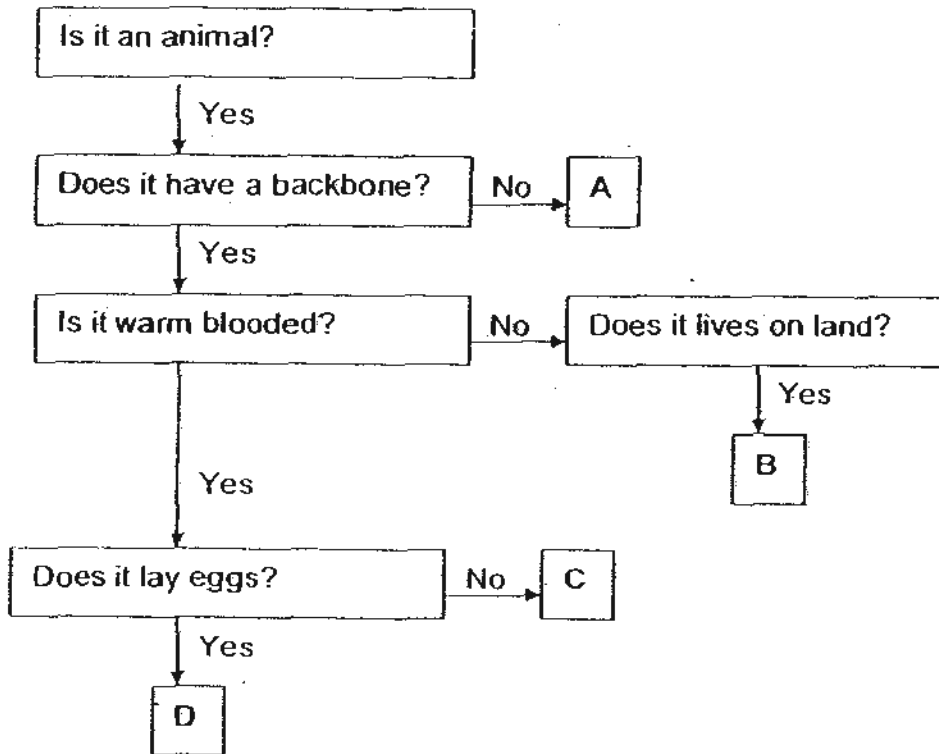 Is it an animal?
Yes
Does it have a backbone?
No
A
Yes
Is it warm blooded?
No
Does it lives on land?
Yes
B
Yes
Does it lay eggs?
No
C
Yes
D